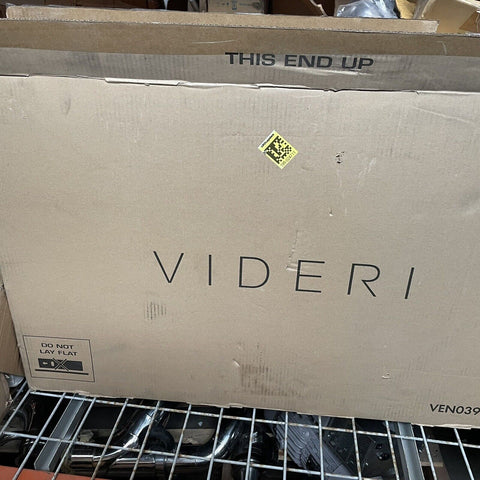 THIS END UP
VIDERI
DO NOT
LAY FLAT
VEN039